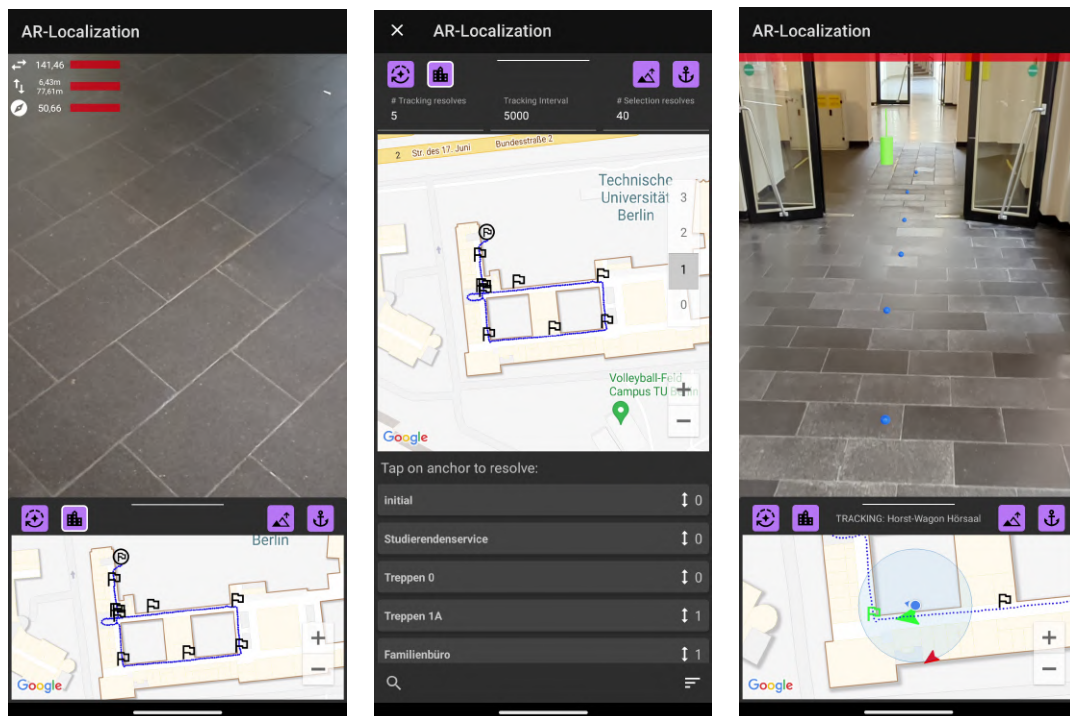 AR-Localization
141,46
6,43m
77,61m
50,66
Berlin
+
−
Google
× AR-Localization
# Tracking resolves
5
Tracking Interval
5000
# Selection resolves
40
2 Str. des 17. Juni Bundesstraße 2
Technische
Universität
Berlin
3
2
1
0
Volleyball-Feld
Campus TU Berlin
+
−
Google
Tap on anchor to resolve:
initial 0
Studierendenservice 0
Treppen 0 0
Treppen 1A 1
Familienbüro 1
AR-Localization
TRACKING: Horst-Wagon Hörsaal
+
−
Google